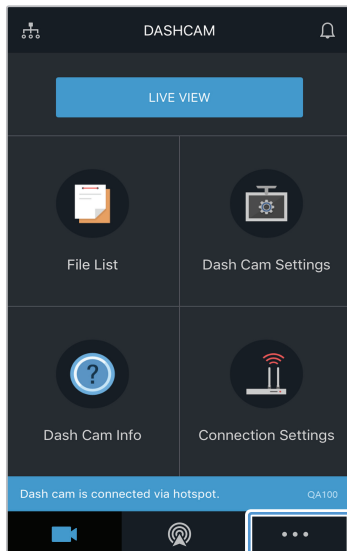 DASHCAM
LIVE VIEW
File List
Dash Cam Settings
Dash Cam Info
Connection Settings
Dash cam is connected via hotspot. QA100